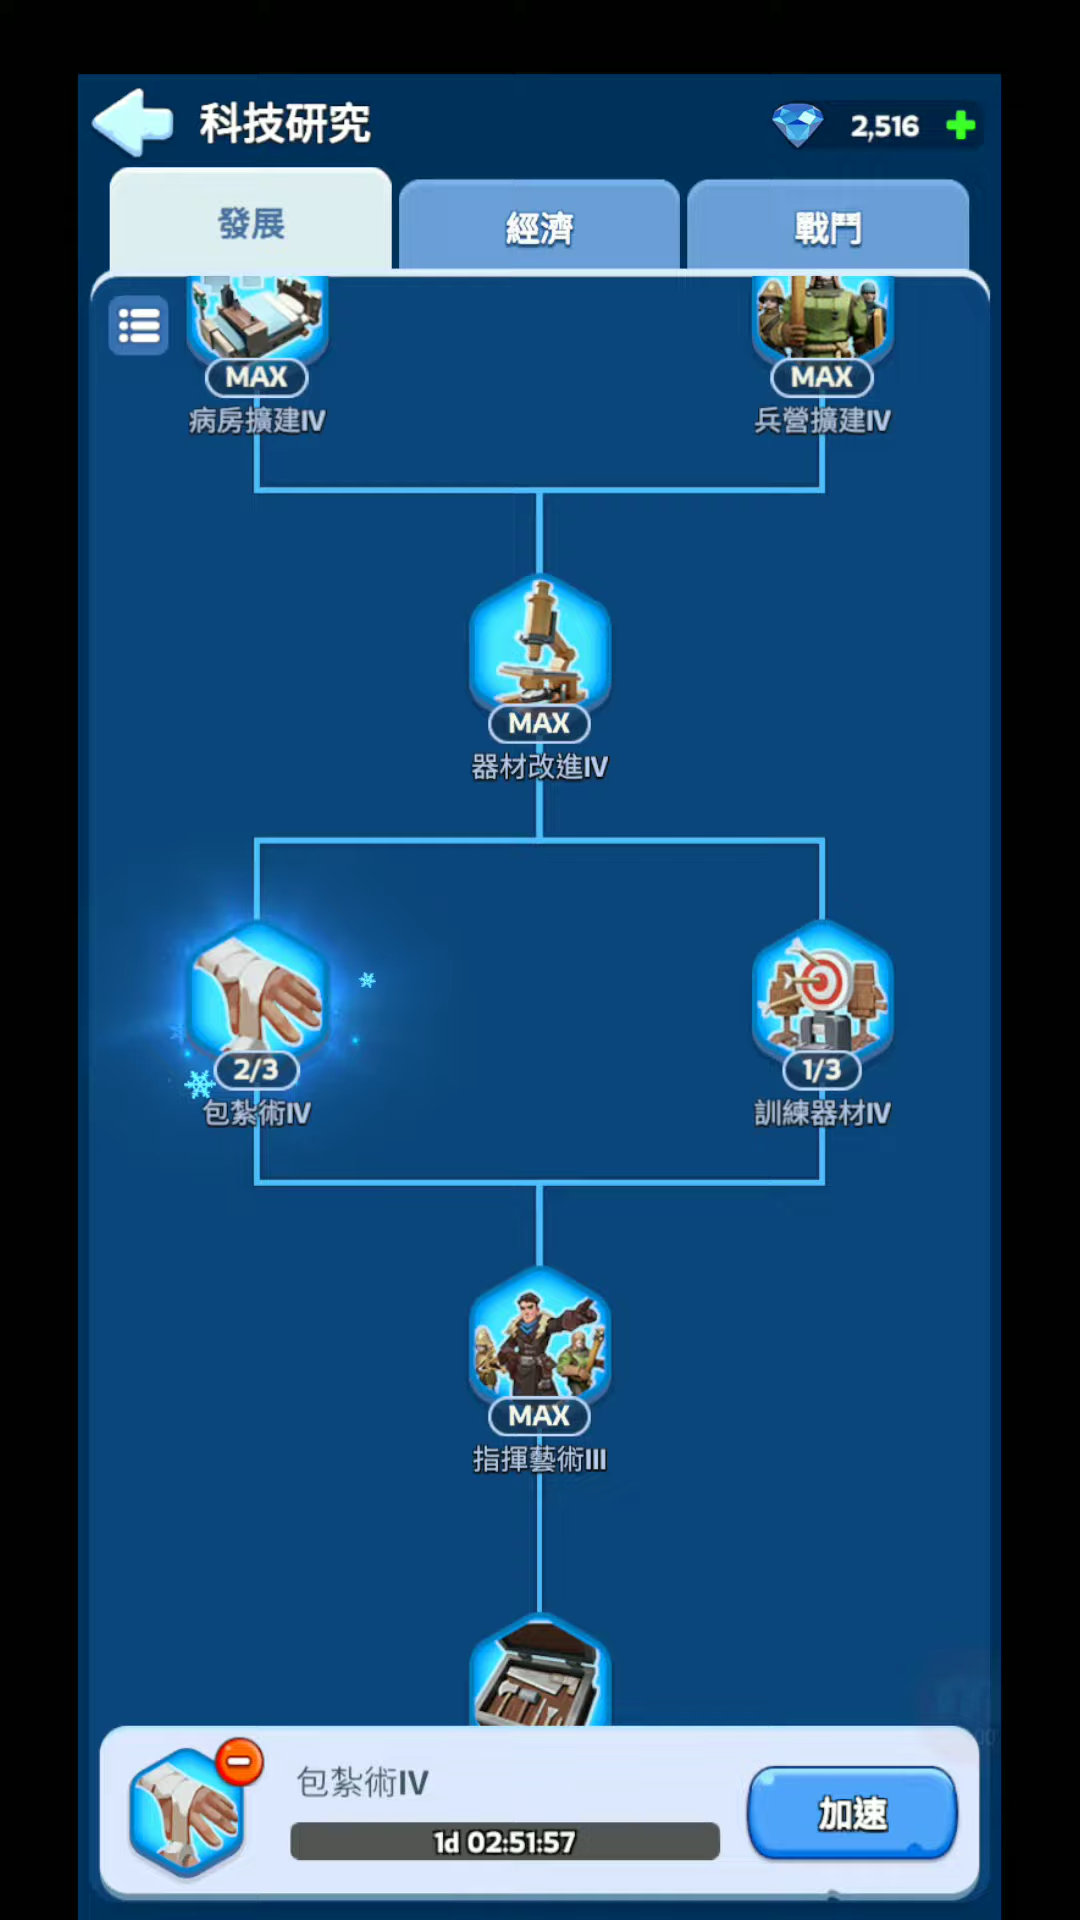 科技研究
2,516
發展
經濟
戰鬥
MAX
MAX
病房擴建IV
兵營擴建IV
MAX
器材改進IV
2/3
1/3
包紮術IV
訓練器材IV
MAX
指揮藝術III
包紮術IV
1d 02:51:57
加速